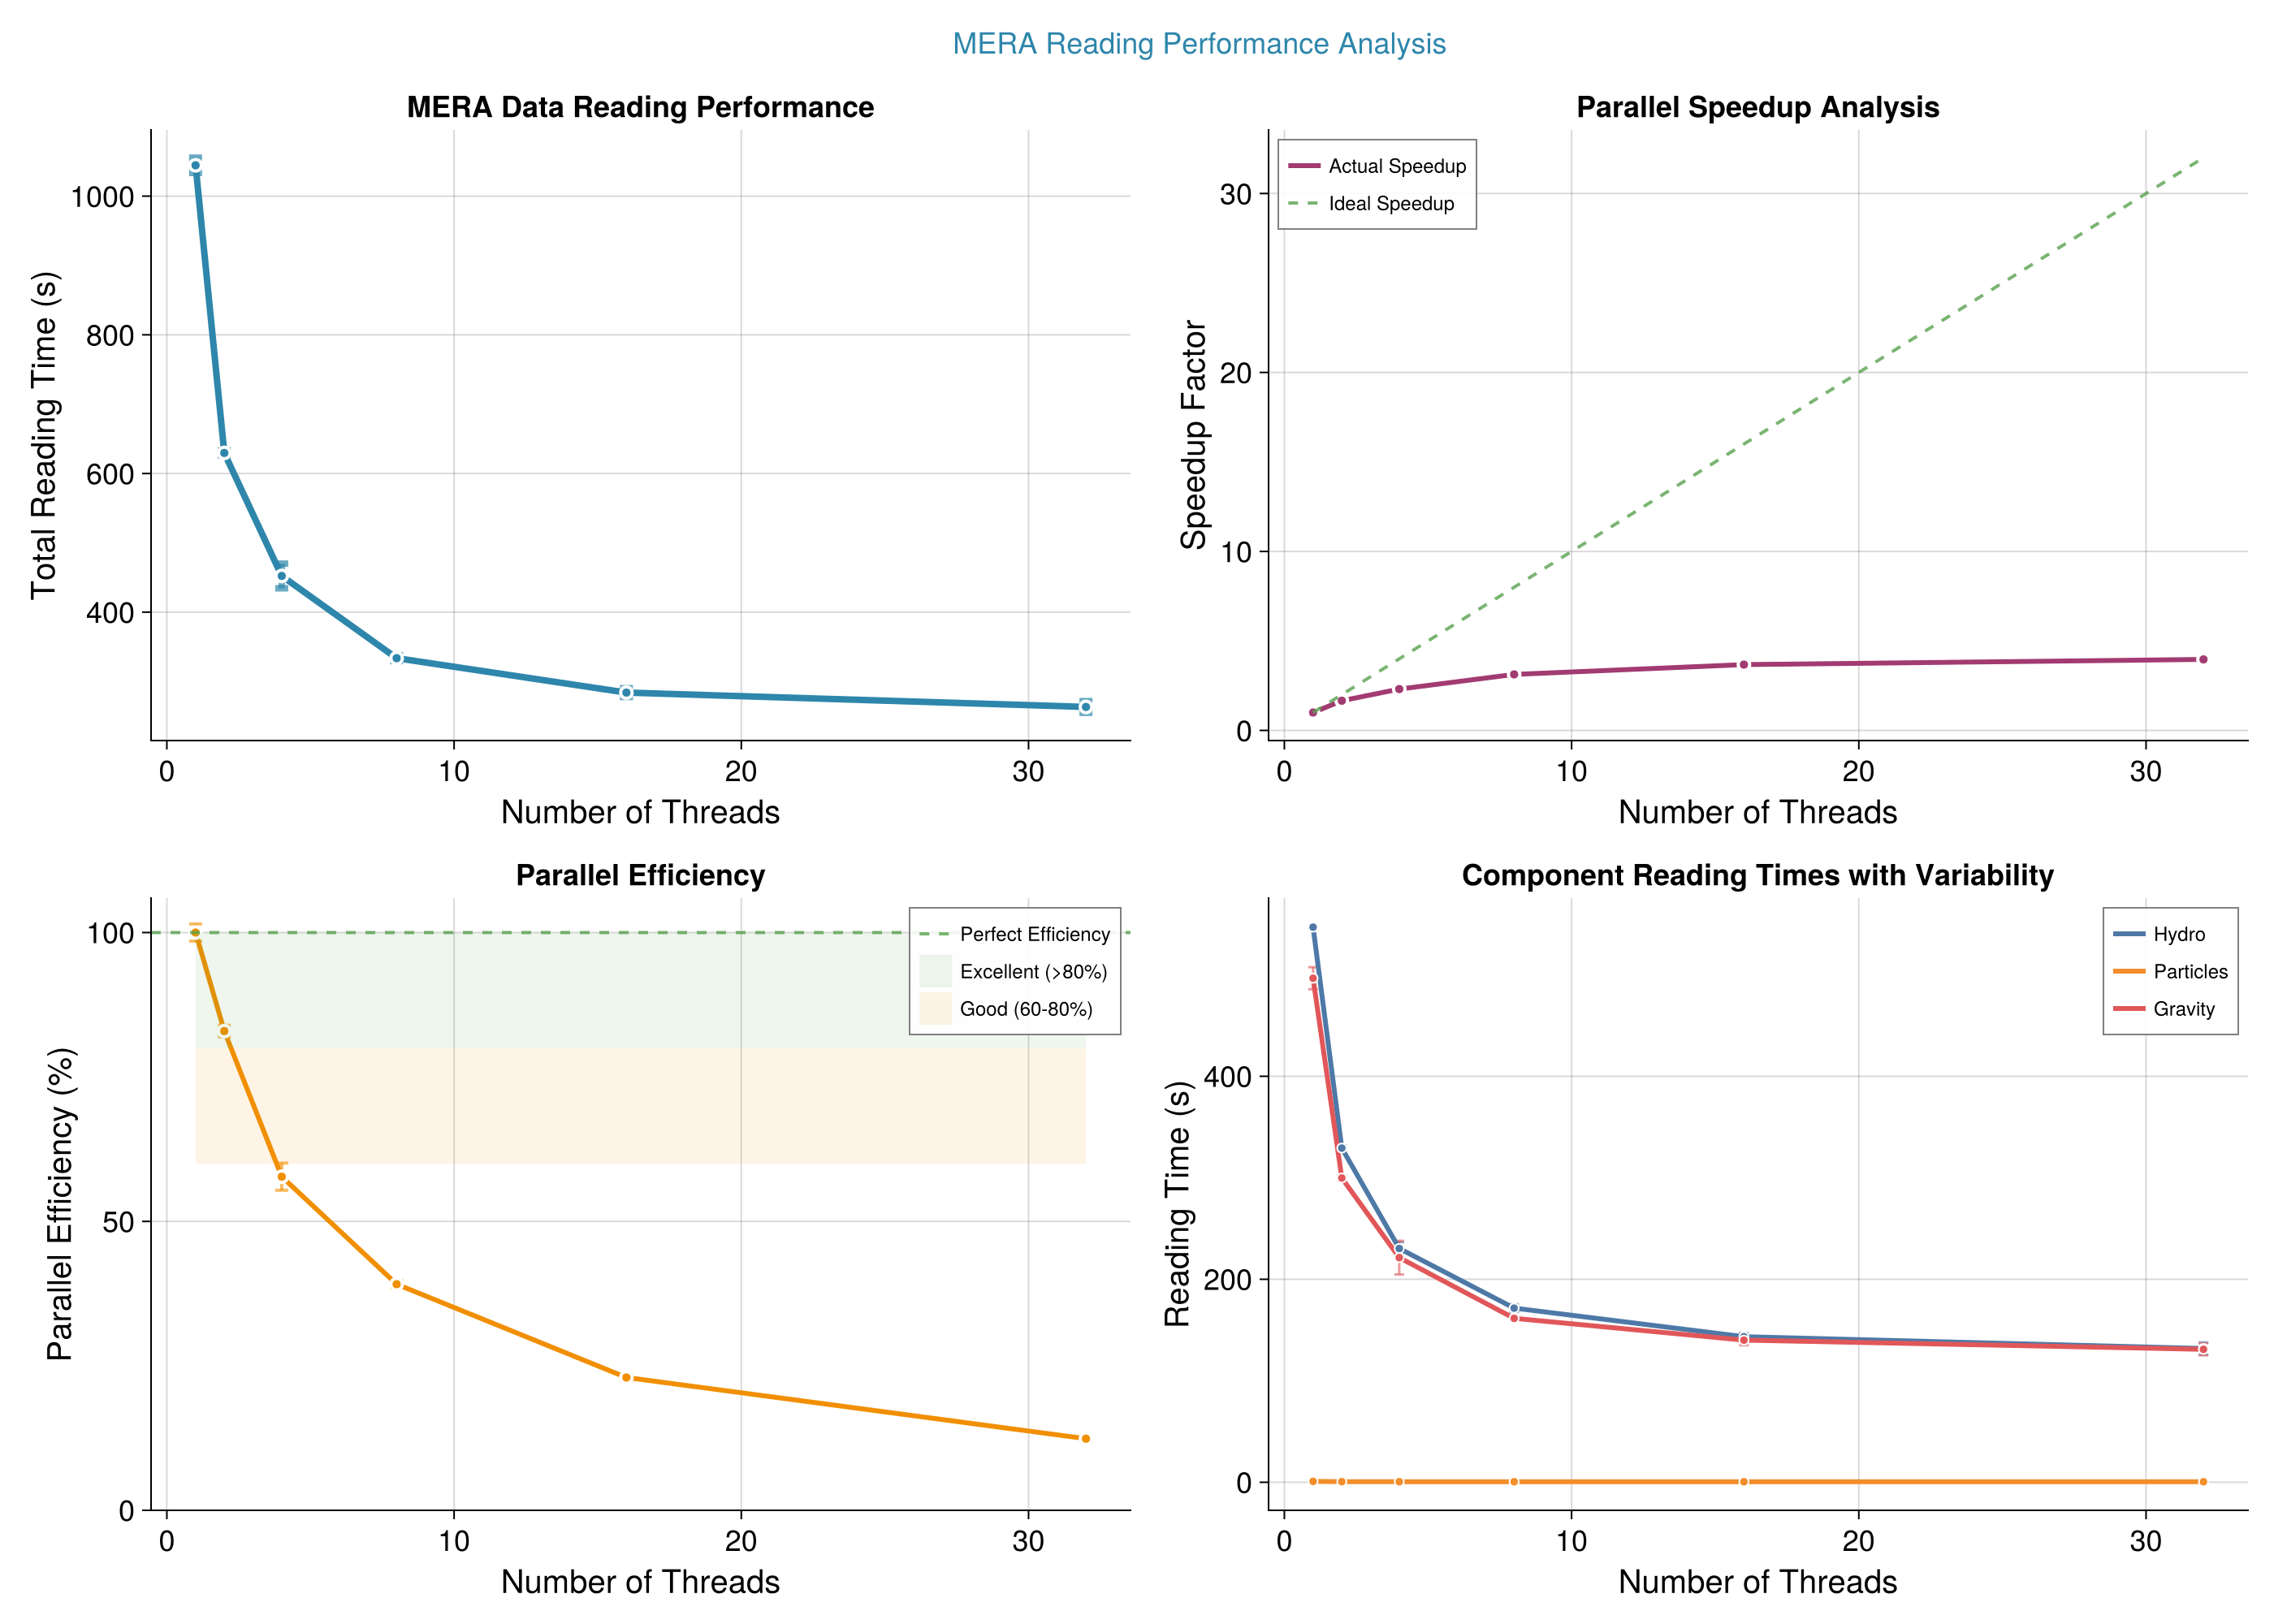 MERA Reading Performance Analysis
MERA Data Reading Performance
Total Reading Time (s)
1000
800
600
400
0 10 20 30
Number of Threads
Parallel Speedup Analysis
Actual Speedup
Ideal Speedup
Speedup Factor
30
20
10
0
0 10 20 30
Number of Threads
Parallel Efficiency
Perfect Efficiency
Excellent (>80%)
Good (60-80%)
Parallel Efficiency (%)
100
50
0
0 10 20 30
Number of Threads
Component Reading Times with Variability
Hydro
Particles
Gravity
Reading Time (s)
400
200
0
0 10 20 30
Number of Threads